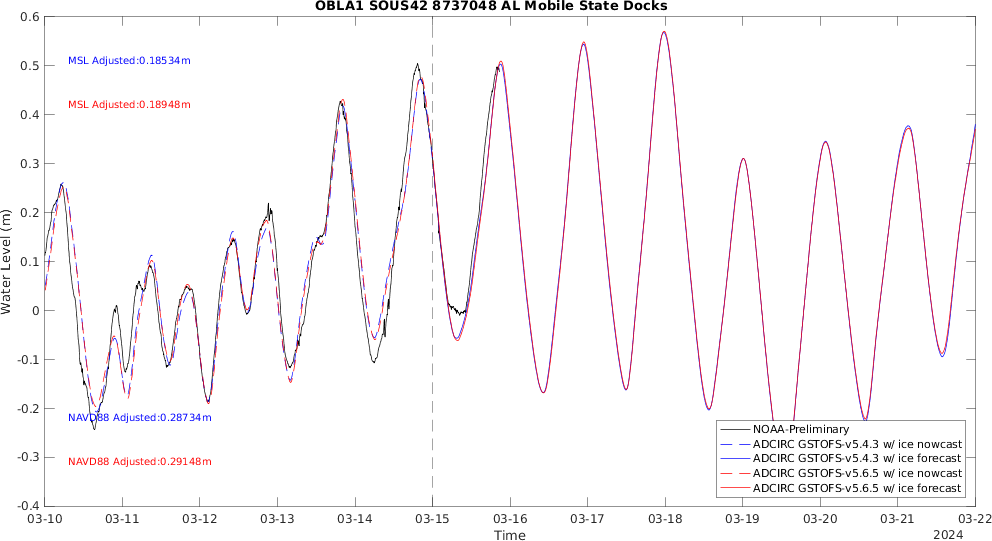 OBLA1 SOUS42 8737048 AL Mobile State Docks
0.6
0.5
0.4
0.3
0.2
0.1
0
-0.1
-0.2
-0.3
-0.4
Water Level (m)
MSL Adjusted:0.18534m
MSL Adjusted:0.18948m
NAVD88 Adjusted:0.28734m
NAVD88 Adjusted:0.29148m
NOAA-Preliminary
ADCIRC GSTOFS-v5.4.3 w/ ice nowcast
ADCIRC GSTOFS-v5.4.3 w/ ice forecast
ADCIRC GSTOFS-v5.6.5 w/ ice nowcast
ADCIRC GSTOFS-v5.6.5 w/ ice forecast
03-10 03-11 03-12 03-13 03-14 03-15 03-16 03-17 03-18 03-19 03-20 03-21 03-22
Time
2024